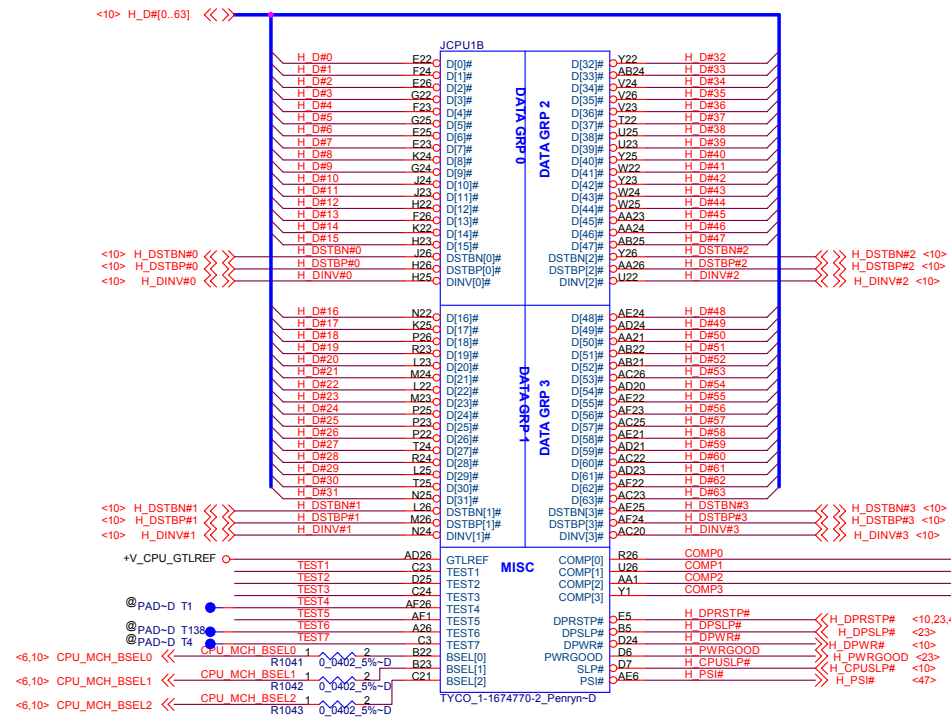 <10> H_D#[0..63]
JCPU1B
H_D#0 E22 D[0]# D[32]# Y22 H_D#32
H_D#1 F24 D[1]# D[33]# AB24 H_D#33
H_D#2 E26 D[2]# D[34]# V24 H_D#34
H_D#3 G22 D[3]# D[35]# V26 H_D#35
H_D#4 F23 D[4]# D[36]# V23 H_D#36
H_D#5 G25 D[5]# D[37]# T22 H_D#37
H_D#6 E25 D[6]# D[38]# U25 H_D#38
H_D#7 E23 D[7]# D[39]# U23 H_D#39
H_D#8 K24 D[8]# D[40]# Y25 H_D#40
H_D#9 G24 D[9]# D[41]# W22 H_D#41
H_D#10 J24 D[10]# D[42]# Y23 H_D#42
H_D#11 J23 D[11]# D[43]# W24 H_D#43
H_D#12 H22 D[12]# D[44]# W25 H_D#44
H_D#13 F26 D[13]# D[45]# AA23 H_D#45
H_D#14 K22 D[14]# D[46]# AA24 H_D#46
H_D#15 H23 D[15]# D[47]# AB25 H_D#47
DATA GRP 0
DATA GRP 2
<10> H_DSTBN#0 H_DSTBN#0 J26 DSTBN[0]# DSTBN[2]# Y26 H_DSTBN#2 H_DSTBN#2 <10>
<10> H_DSTBP#0 H_DSTBP#0 H26 DSTBP[0]# DSTBP[2]# AA26 H_DSTBP#2 H_DSTBP#2 <10>
<10> H_DINV#0 H_DINV#0 H25 DINV[0]# DINV[2]# U22 H_DINV#2 H_DINV#2 <10>
H_D#16 N22 D[16]# D[48]# AE24 H_D#48
H_D#17 K25 D[17]# D[49]# AD24 H_D#49
H_D#18 P26 D[18]# D[50]# AA21 H_D#50
H_D#19 R23 D[19]# D[51]# AB22 H_D#51
H_D#20 L23 D[20]# D[52]# AB21 H_D#52
H_D#21 M24 D[21]# D[53]# AC26 H_D#53
H_D#22 L22 D[22]# D[54]# AD20 H_D#54
H_D#23 M23 D[23]# D[55]# AE22 H_D#55
H_D#24 P25 D[24]# D[56]# AF23 H_D#56
H_D#25 P23 D[25]# D[57]# AC25 H_D#57
H_D#26 P22 D[26]# D[58]# AE21 H_D#58
H_D#27 T24 D[27]# D[59]# AD21 H_D#59
H_D#28 R24 D[28]# D[60]# AC22 H_D#60
H_D#29 L25 D[29]# D[61]# AD23 H_D#61
H_D#30 T25 D[30]# D[62]# AF22 H_D#62
H_D#31 N25 D[31]# D[63]# AC23 H_D#63
DATA GRP 1
DATA GRP 3
<10> H_DSTBN#1 H_DSTBN#1 L26 DSTBN[1]# DSTBN[3]# AE25 H_DSTBN#3 H_DSTBN#3 <10>
<10> H_DSTBP#1 H_DSTBP#1 M26 DSTBP[1]# DSTBP[3]# AF24 H_DSTBP#3 H_DSTBP#3 <10>
<10> H_DINV#1 H_DINV#1 N24 DINV[1]# DINV[3]# AC20 H_DINV#3 H_DINV#3 <10>
+V_CPU_GTLREF AD26 GTLREF COMP[0] R26 COMP0
TEST1 C23 TEST1 MISC COMP[1] U26 COMP1
TEST2 D25 TEST2 COMP[2] AA1 COMP2
TEST3 C24 TEST3 COMP[3] Y1 COMP3
@ PAD~D T1 TEST4 AF26 TEST4
TEST5 AF1 TEST5 DPRSTP# E5 H_DPRSTP# H_DPRSTP# <10,23,4
@ PAD~D T138 TEST6 A26 TEST6 DPSLP# B5 H_DPSLP# H_DPSLP# <23>
@ PAD~D T4 TEST7 C3 TEST7 DPWR# D24 H_DPWR# H_DPWR# <10>
<6,10> CPU_MCH_BSEL0 CPU_MCH_BSEL0 1 2 B22 BSEL[0] PWRGOOD D6 H_PWRGOOD H_PWRGOOD <23>
R1041 0_0402_5%~D
<6,10> CPU_MCH_BSEL1 CPU_MCH_BSEL1 1 2 B23 BSEL[1] SLP# D7 H_CPUSLP# H_CPUSLP# <10>
R1042 0_0402_5%~D
<6,10> CPU_MCH_BSEL2 CPU_MCH_BSEL2 1 2 C21 BSEL[2] PSI# AE6 H_PSI# H_PSI# <47>
R1043 0_0402_5%~D
TYCO_1-1674770-2_Penryn~D